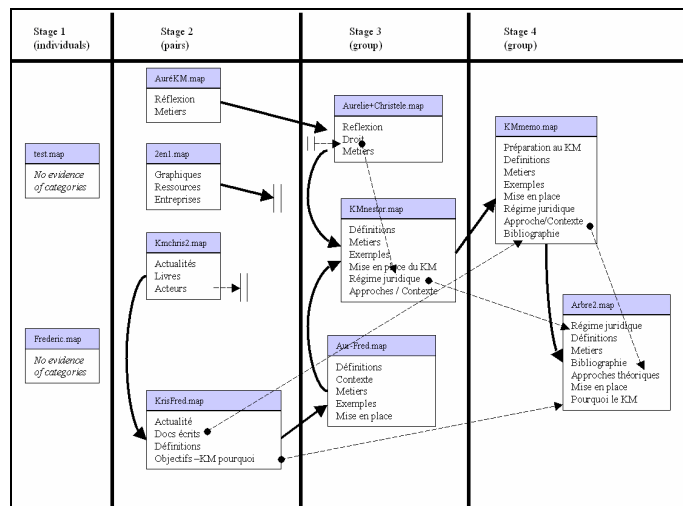 Stage 1
(individuals)
Stage 2
(pairs)
Stage 3
(group)
Stage 4
(group)
test.map
No evidence
of categories
Frederic.map
No evidence
of categories
AuréKM.map
Réflexion
Metiers
2en1.map
Graphiques
Ressources
Entreprises
Kmchris2.map
Actualités
Livres
Acteurs
KrisFred.map
Actualité
Docs écrits
Définitions
Objectifs –KM pourquoi
Aurelie+Christele.map
Reflexion
Droit
Metiers
KMnestor.map
Définitions
Metiers
Exemples
Mise en place du KM
Régime juridique
Approches / Contexte
Aur-Fred.map
Définitions
Contexte
Metiers
Exemples
Mise en place
KMmemo.map
Préparation au KM
Definitions
Metiers
Exemples
Mise en place
Régime juridique
Approche/Contexte
Bibliographie
Arbre2.map
Régime juridique
Définitions
Metiers
Bibliographie
Approches théoriques
Mise en place
Pourquoi le KM